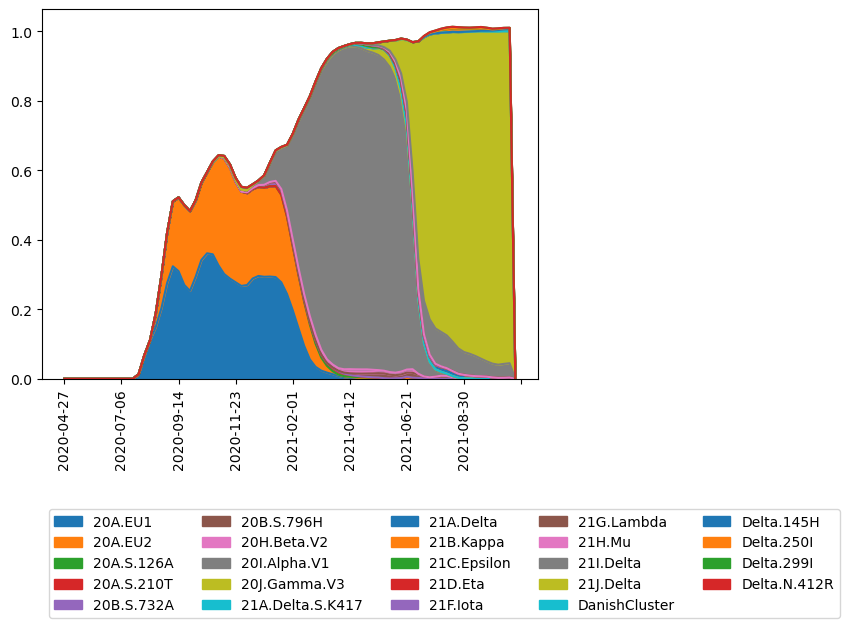 1.0
0.8
0.6
0.4
0.2
0.0
2020-04-27
2020-07-06
2020-09-14
2020-11-23
2021-02-01
2021-04-12
2021-06-21
2021-08-30
20A.EU1
20A.EU2
20A.S.126A
20A.S.210T
20B.S.732A
20B.S.796H
20H.Beta.V2
20I.Alpha.V1
20J.Gamma.V3
21A.Delta.S.K417
21A.Delta
21B.Kappa
21C.Epsilon
21D.Eta
21F.Iota
21G.Lambda
21H.Mu
21I.Delta
21J.Delta
DanishCluster
Delta.145H
Delta.250I
Delta.299I
Delta.N.412R